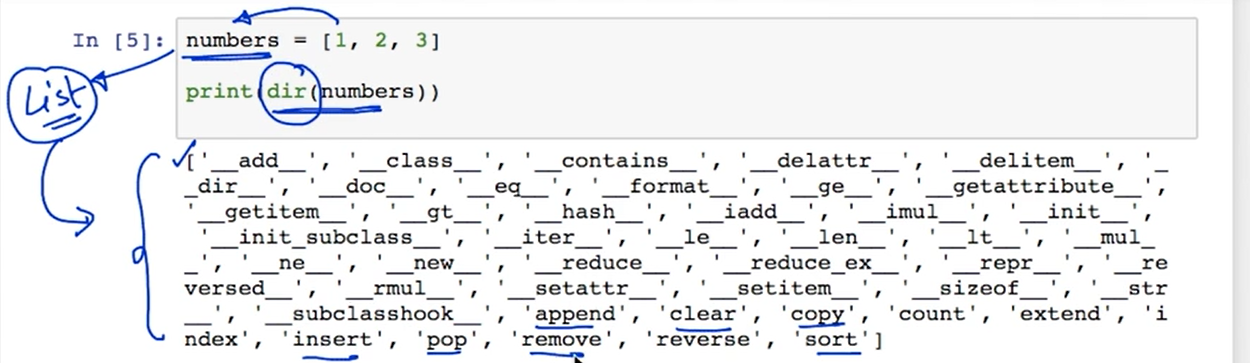 In [5]: numbers = [1, 2, 3]
List
print(dir(numbers))
['__add__', '__class__', '__contains__', '__delattr__', '__delitem__', '_
_dir__', '__doc__', '__eq__', '__format__', '__ge__', '__getattribute__',
'__getitem__', '__gt__', '__hash__', '__iadd__', '__imul__', '__init__',
'__init_subclass__', '__iter__', '__le__', '__len__', '__lt__', '__mul_
_', '__ne__', '__new__', '__reduce__', '__reduce_ex__', '__repr__', '__re
versed__', '__rmul__', '__setattr__', '__setitem__', '__sizeof__', '__str
__', '__subclasshook__', 'append', 'clear', 'copy', 'count', 'extend', 'i
ndex', 'insert', 'pop', 'remove', 'reverse', 'sort']